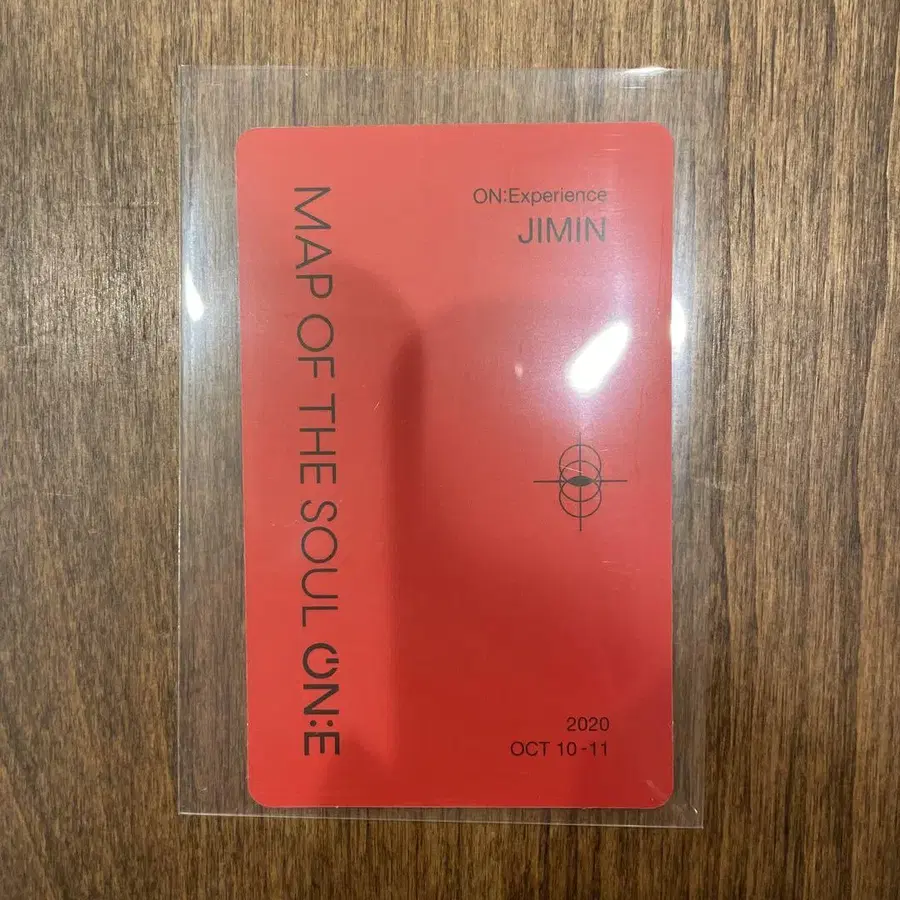 ON:Experience
JIMIN
MAP OF THE SOUL ON:E
2020
OCT 10-11